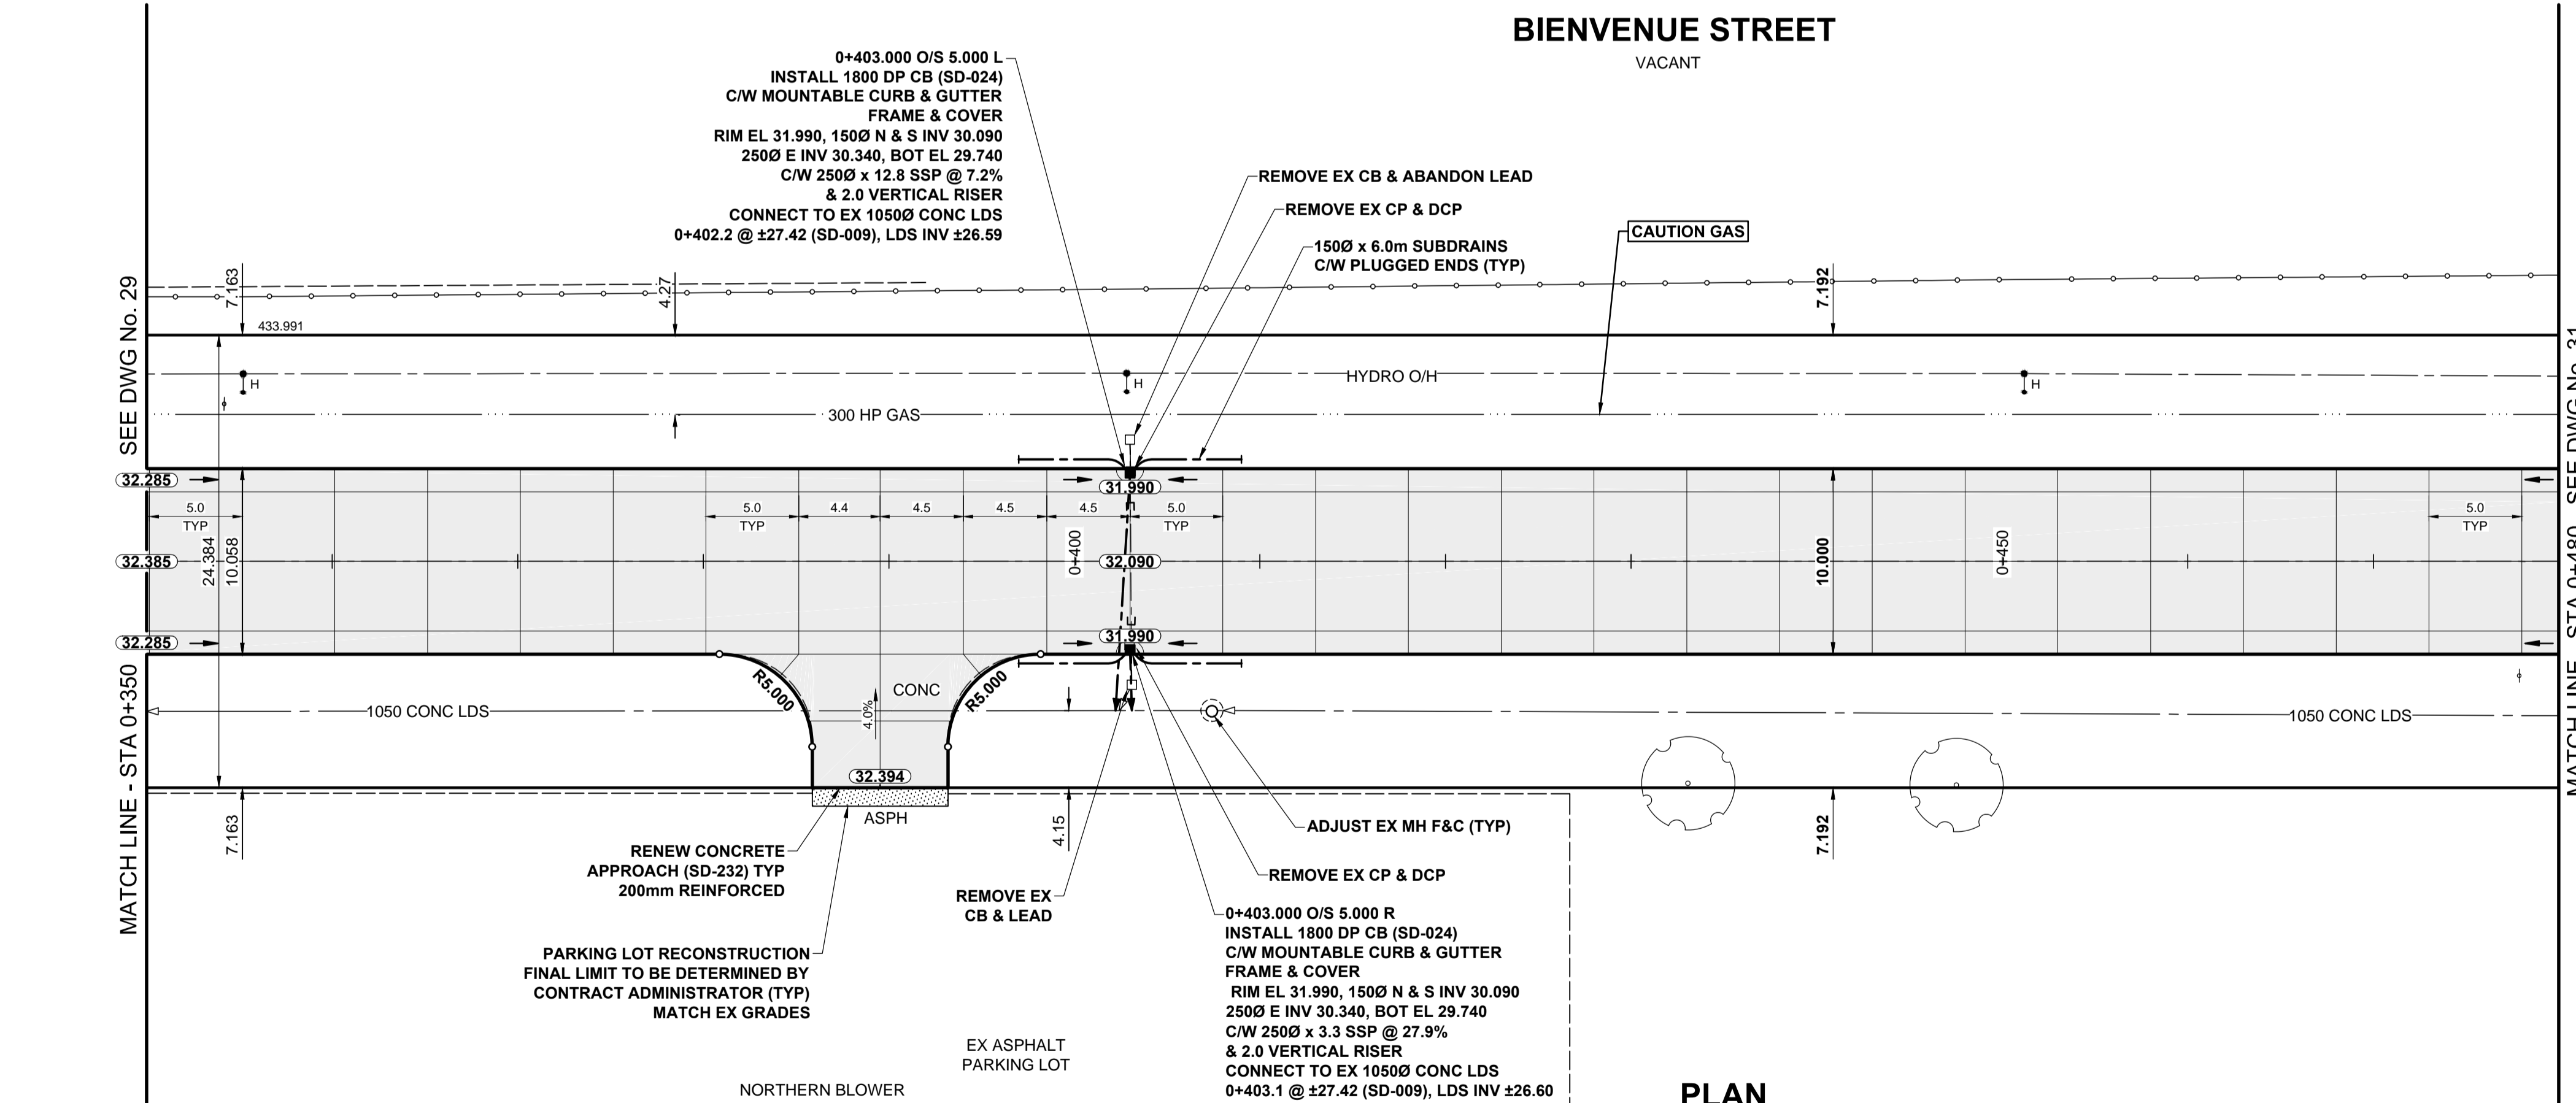 BIENVENUE STREET
VACANT
0+403.000 O/S 5.000 L
INSTALL 1800 DP CB (SD-024)
C/W MOUNTABLE CURB & GUTTER
FRAME & COVER
RIM EL 31.990, 150Ø N & S INV 30.090
250Ø E INV 30.340, BOT EL 29.740
C/W 250Ø x 12.8 SSP @ 7.2%
& 2.0 VERTICAL RISER
CONNECT TO EX 1050Ø CONC LDS
0+402.2 @ ±27.42 (SD-009), LDS INV ±26.59
REMOVE EX CB & ABANDON LEAD
REMOVE EX CP & DCP
150Ø x 6.0m SUBDRAINS
C/W PLUGGED ENDS (TYP)
CAUTION GAS
SEE DWG No. 29
MATCH LINE - STA 0+350
7.163
433.991
4.27
7.192
H
H
HYDRO O/H
H
300 HP GAS
32.285
31.990
5.0
TYP
5.0
TYP
4.4
4.5
4.5
4.5
5.0
TYP
5.0
TYP
32.385
24.384
10.058
0+400
32.090
10.000
0+450
32.285
31.990
R5.000
CONC
R5.000
4.0%
1050 CONC LDS
1050 CONC LDS
32.394
ASPH
7.163
4.15
7.192
ADJUST EX MH F&C (TYP)
RENEW CONCRETE
APPROACH (SD-232) TYP
200mm REINFORCED
REMOVE EX
CB & LEAD
REMOVE EX CP & DCP
PARKING LOT RECONSTRUCTION
FINAL LIMIT TO BE DETERMINED BY
CONTRACT ADMINISTRATOR (TYP)
MATCH EX GRADES
0+403.000 O/S 5.000 R
INSTALL 1800 DP CB (SD-024)
C/W MOUNTABLE CURB & GUTTER
FRAME & COVER
RIM EL 31.990, 150Ø N & S INV 30.090
250Ø E INV 30.340, BOT EL 29.740
C/W 250Ø x 3.3 SSP @ 27.9%
& 2.0 VERTICAL RISER
CONNECT TO EX 1050Ø CONC LDS
0+403.1 @ ±27.42 (SD-009), LDS INV ±26.60
EX ASPHALT
PARKING LOT
NORTHERN BLOWER
PLAN
MATCH LINE - STA 0+480 SEE DWG No. 31